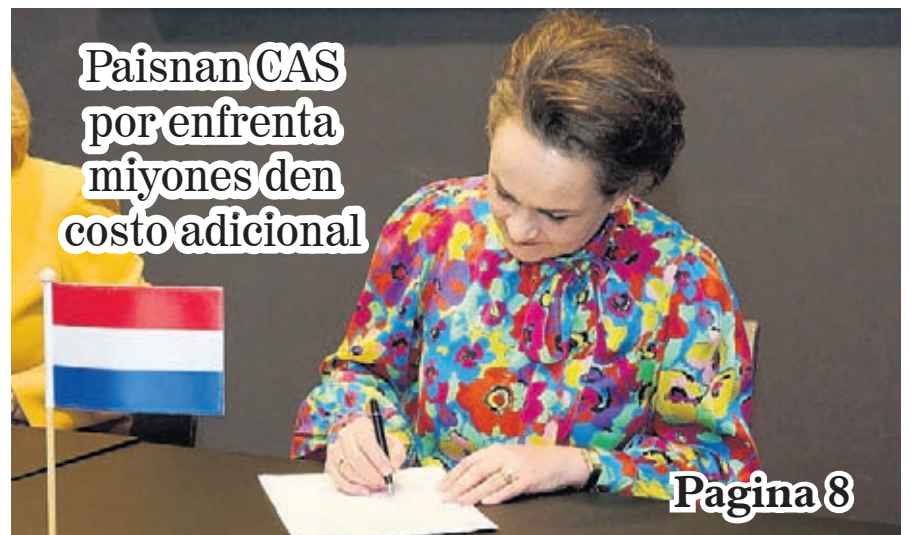 Paisnan CAS
por enfrenta
miyones den
costo adicional
Pagina 8